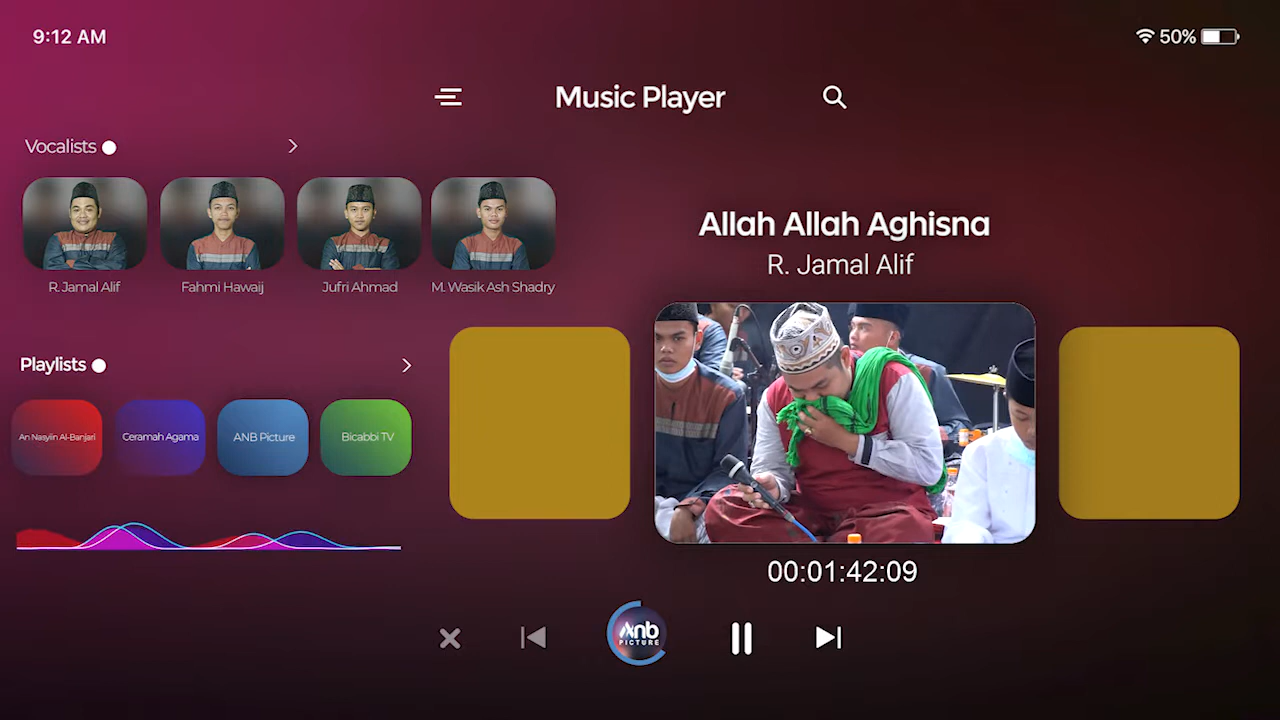 9:12 AM
50%
Music Player
Vocalists
R. Jamal Alif
Fahmi Hawaij
Jufri Ahmad
M. Wasik Ash Shadry
Allah Allah Aghisna
R. Jamal Alif
Playlists
An Nasyiin Al-Banjari
Ceramah Agama
ANB Picture
Bicabbi TV
00:01:42:09
Anb
PICTURE